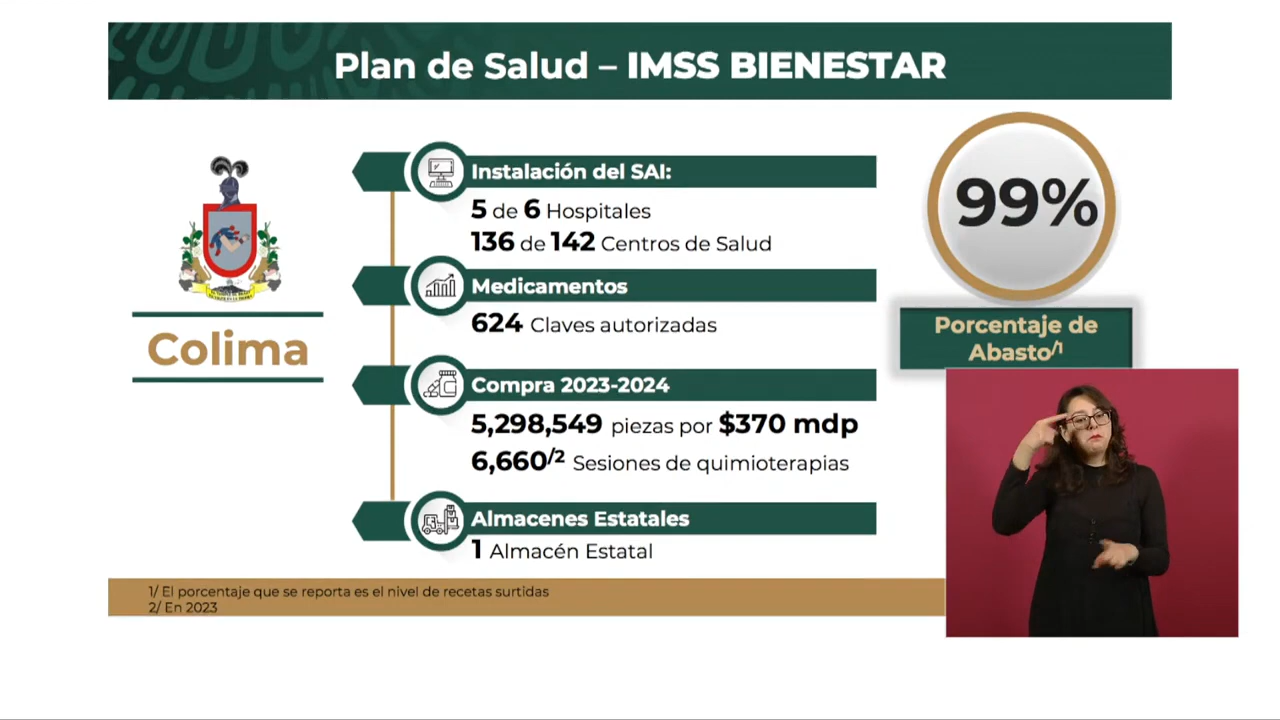 Plan de Salud – IMSS BIENESTAR
Colima
Instalación del SAI:
5 de 6 Hospitales
136 de 142 Centros de Salud
Medicamentos
624 Claves autorizadas
Compra 2023-2024
5,298,549 piezas por $370 mdp
6,660/2 Sesiones de quimioterapias
Almacenes Estatales
1 Almacén Estatal
99%
Porcentaje de
Abasto/1
1/ El porcentaje que se reporta es el nivel de recetas surtidas
2/ En 2023